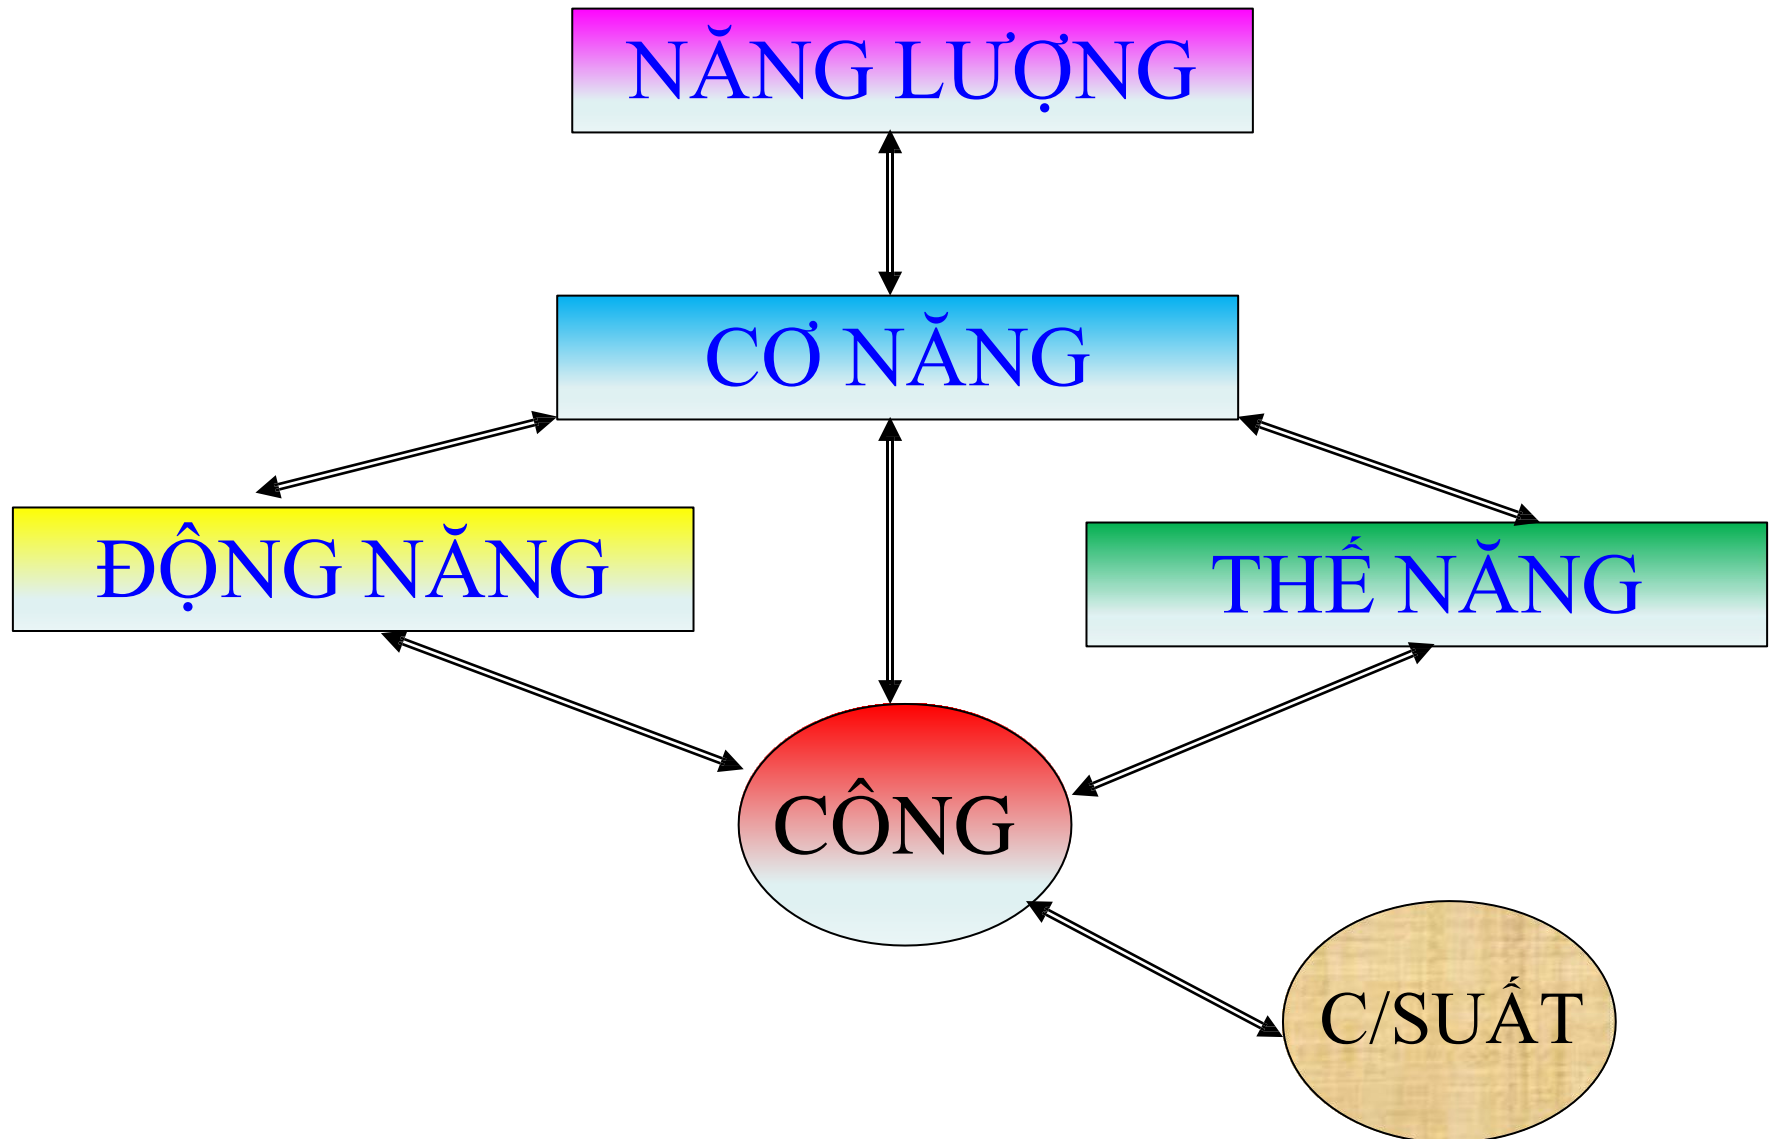 NĂNG LƯỢNG
CƠ NĂNG
ĐỘNG NĂNG
THẾ NĂNG
CÔNG
C/SUẤT